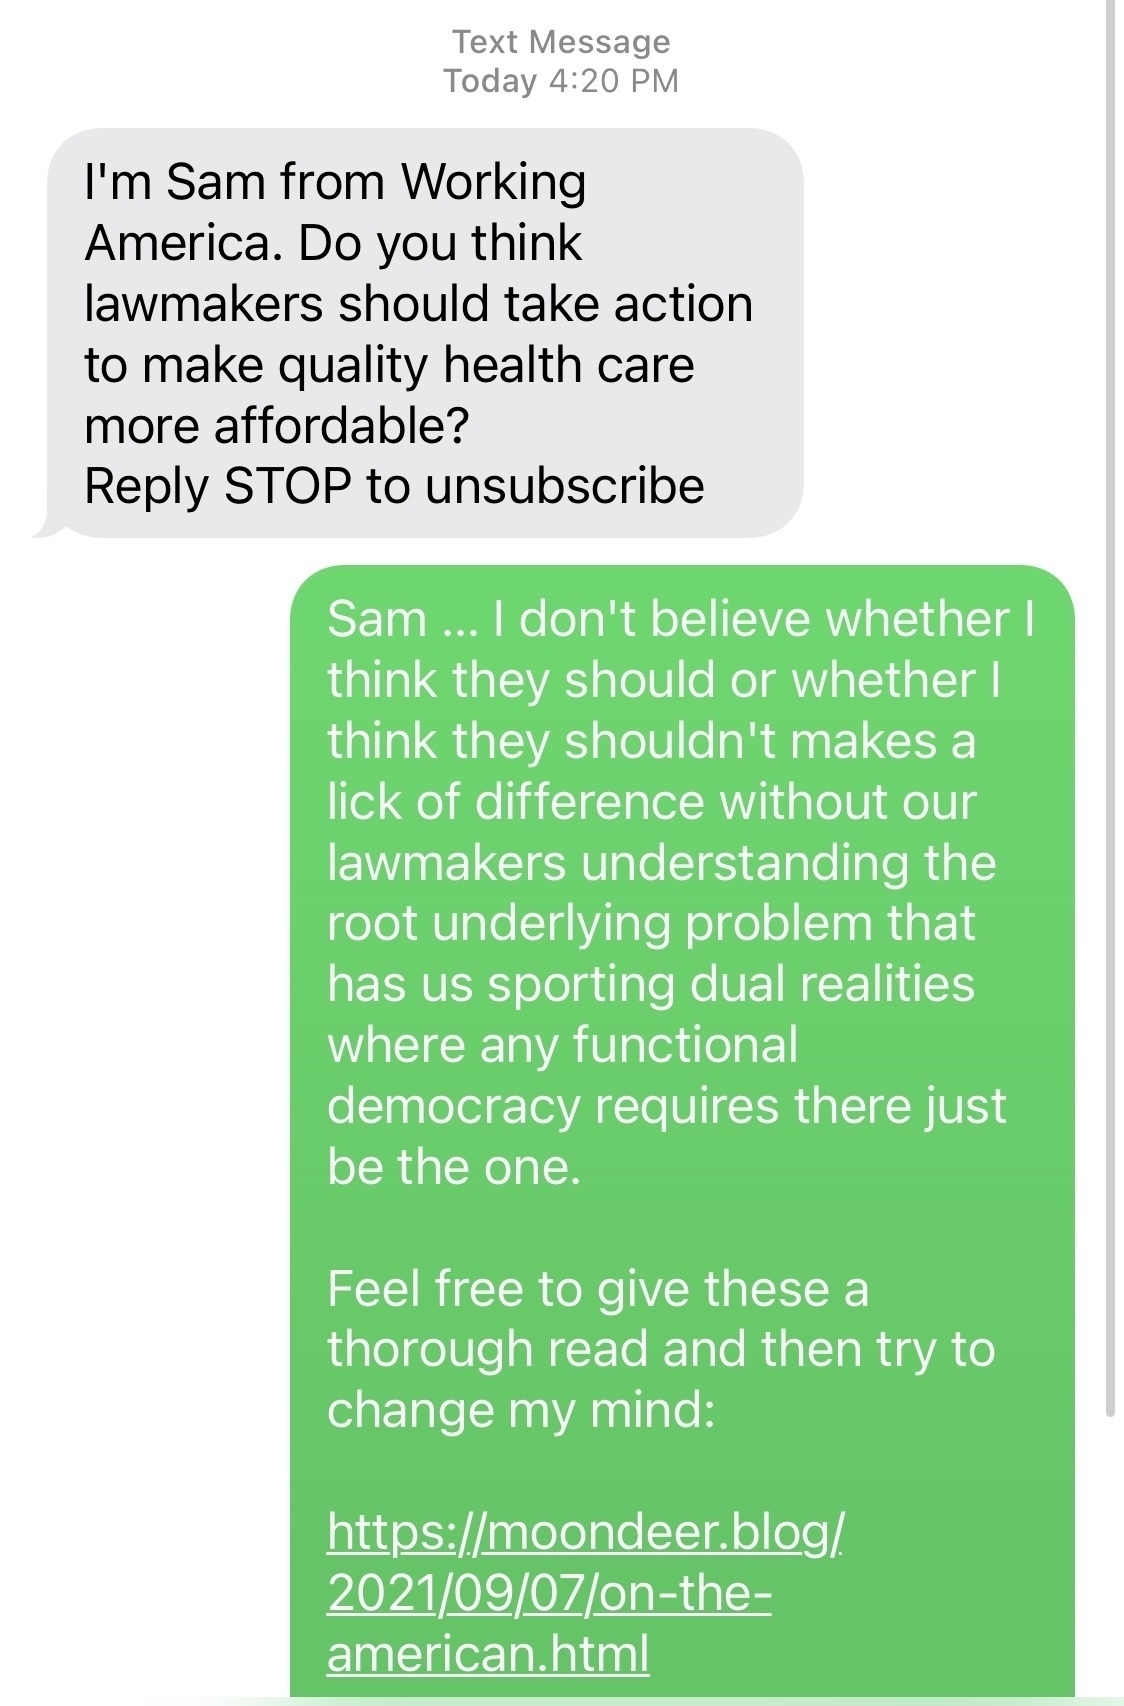 Text Message
Today 4:20 PM
I'm Sam from Working
America. Do you think
lawmakers should take action
to make quality health care
more affordable?
Reply STOP to unsubscribe
Sam ... I don't believe whether I
think they should or whether I
think they shouldn't makes a
lick of difference without our
lawmakers understanding the
root underlying problem that
has us sporting dual realities
where any functional
democracy requires there just
be the one.
Feel free to give these a
thorough read and then try to
change my mind:
https://moondeer.blog/
2021/09/07/on-the-
american.html